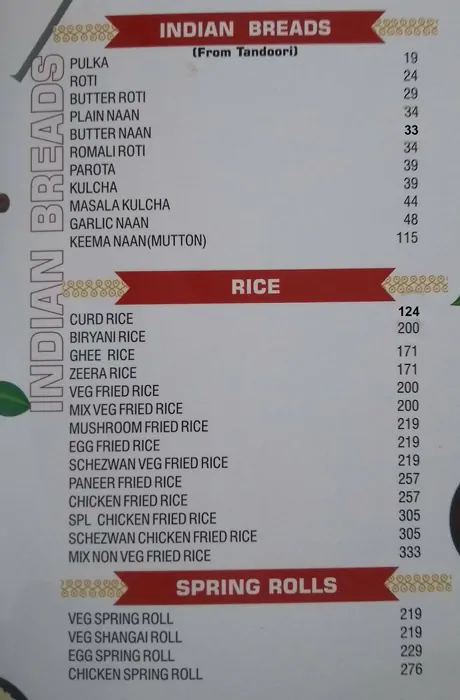 INDIAN BREADS
INDIAN BREADS
(From Tandoori)
PULKA 19
ROTI 24
BUTTER ROTI 29
PLAIN NAAN 34
BUTTER NAAN 33
ROMALI ROTI 34
PAROTA 39
KULCHA 39
MASALA KULCHA 44
GARLIC NAAN 48
KEEMA NAAN(MUTTON) 115
RICE
CURD RICE 124
BIRYANI RICE 200
GHEE RICE 171
ZEERA RICE 171
VEG FRIED RICE 200
MIX VEG FRIED RICE 200
MUSHROOM FRIED RICE 219
EGG FRIED RICE 219
SCHEZWAN VEG FRIED RICE 219
PANEER FRIED RICE 257
CHICKEN FRIED RICE 257
SPL CHICKEN FRIED RICE 305
SCHEZWAN CHICKEN FRIED RICE 305
MIX NON VEG FRIED RICE 333
SPRING ROLLS
VEG SPRING ROLL 219
VEG SHANGAI ROLL 219
EGG SPRING ROLL 229
CHICKEN SPRING ROLL 276